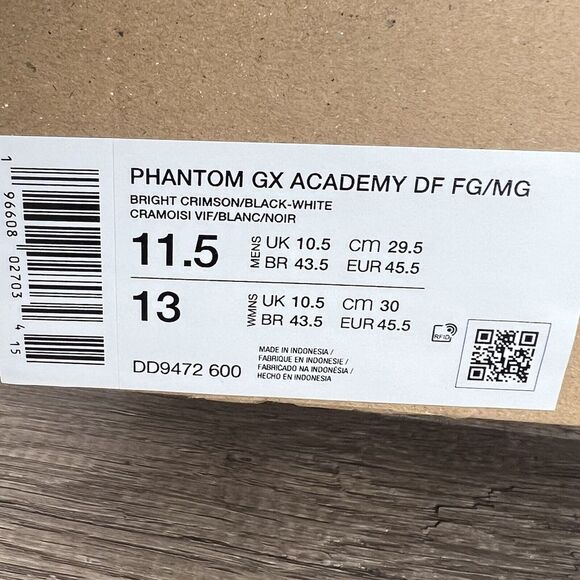 1 96608 02703 4 15
PHANTOM GX ACADEMY DF FG/MG
BRIGHT CRIMSON/BLACK-WHITE
CRAMOISI VIF/BLANC/NOIR
11.5 MENS UK 10.5 CM 29.5
BR 43.5 EUR 45.5
13 WMNS UK 10.5 CM 30
BR 43.5 EUR 45.5
RFID
DD9472 600
MADE IN INDONESIA /
FABRIQUE EN INDONESIE /
FABRICADO NA INDONÉSIA /
HECHO EN INDONESIA